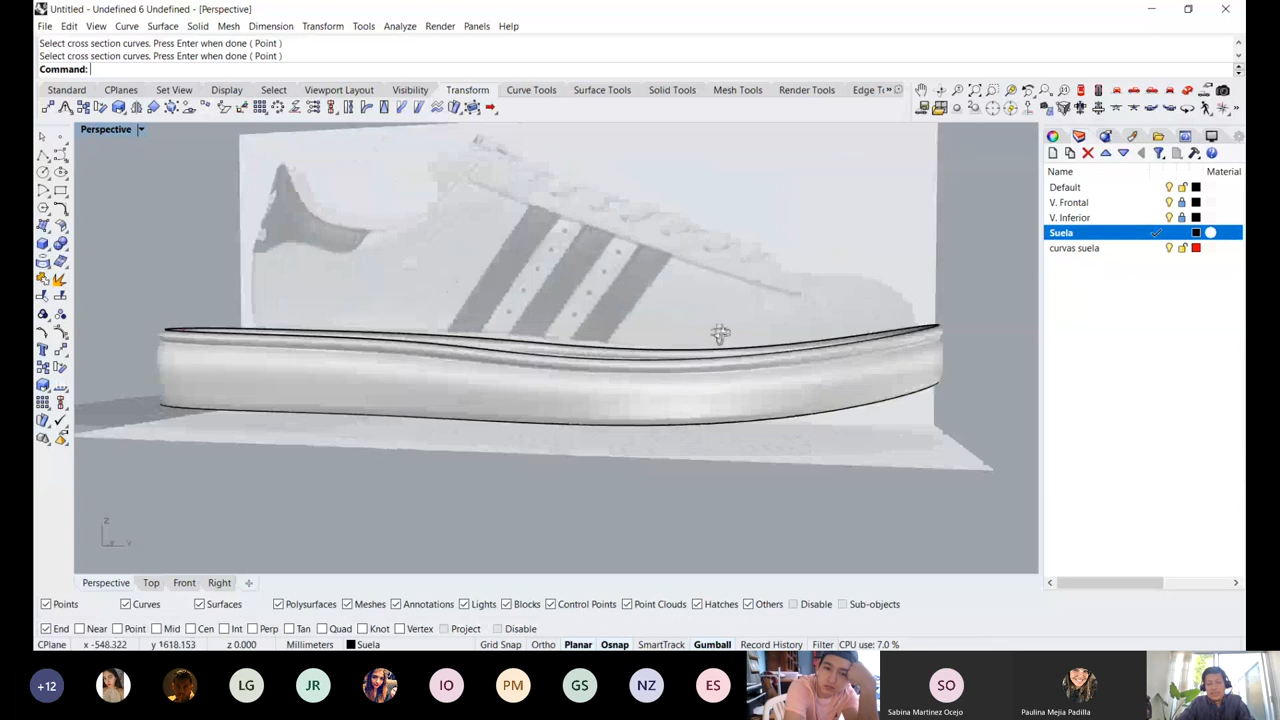 Untitled - Undefined 6 Undefined - [Perspective]
File Edit View Curve Surface Solid Mesh Dimension Transform Tools Analyze Render Panels Help
Select cross section curves. Press Enter when done ( Point )
Select cross section curves. Press Enter when done ( Point )
Command:
Standard CPlanes Set View Display Select Viewport Layout Visibility Transform Curve Tools Surface Tools Solid Tools Mesh Tools Render Tools Edge T
Perspective
Name Material
Default
V. Frontal
V. Inferior
Suela
curvas suela
z
y
Perspective Top Front Right
Points Curves Surfaces Polysurfaces Meshes Annotations Lights Blocks Control Points Point Clouds Hatches Others Disable Sub-objects
End Near Point Mid Cen Int Perp Tan Quad Knot Vertex Project Disable
CPlane x -548.322 y 1618.153 z 0.000 Millimeters Suela Grid Snap Ortho Planar Osnap SmartTrack Gumball Record History Filter CPU use: 7.0 %
+12 LG JR IO PM GS NZ ES SO
Sabina Martinez Ocejo Paulina Mejia Padilla